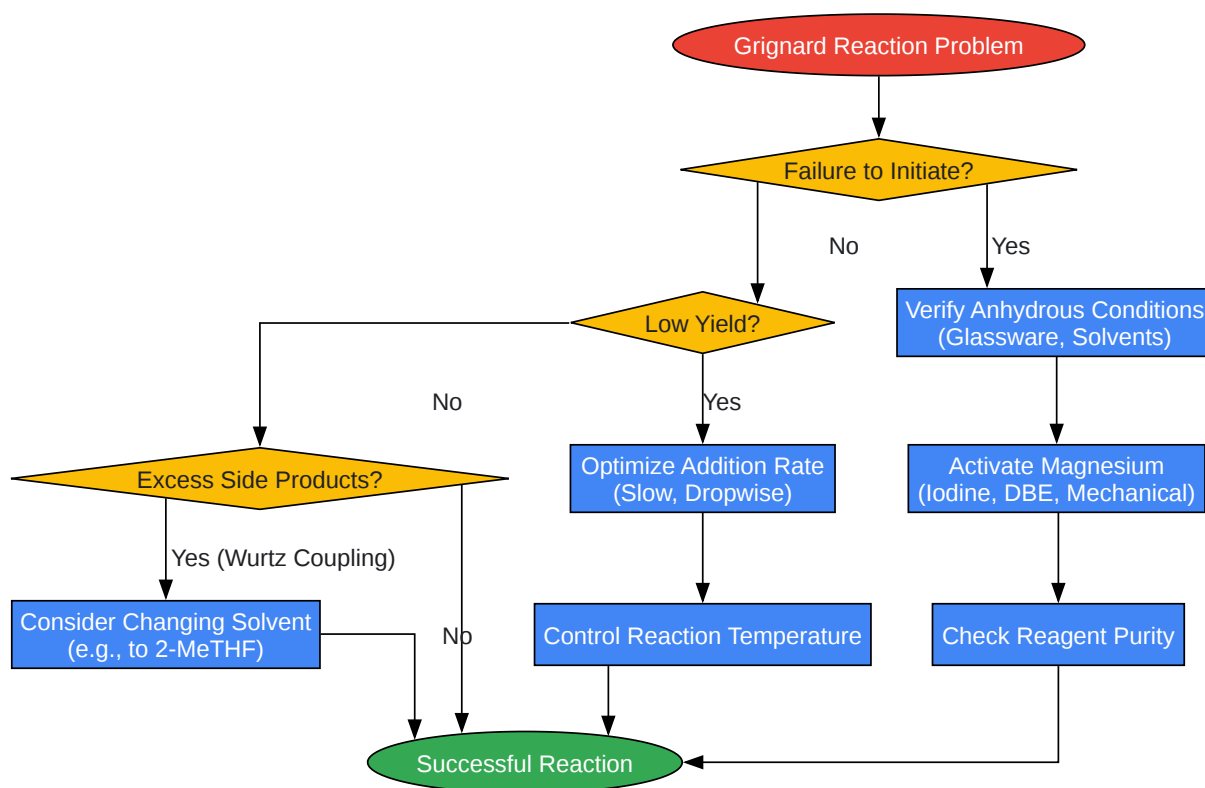 Grignard Reaction Problem
Failure to Initiate?
No
Yes
Low Yield?
Verify Anhydrous Conditions
(Glassware, Solvents)
No
Yes
Excess Side Products?
Optimize Addition Rate
(Slow, Dropwise)
Activate Magnesium
(Iodine, DBE, Mechanical)
Yes (Wurtz Coupling)
Consider Changing Solvent
(e.g., to 2-MeTHF)
No
Control Reaction Temperature
Check Reagent Purity
Successful Reaction